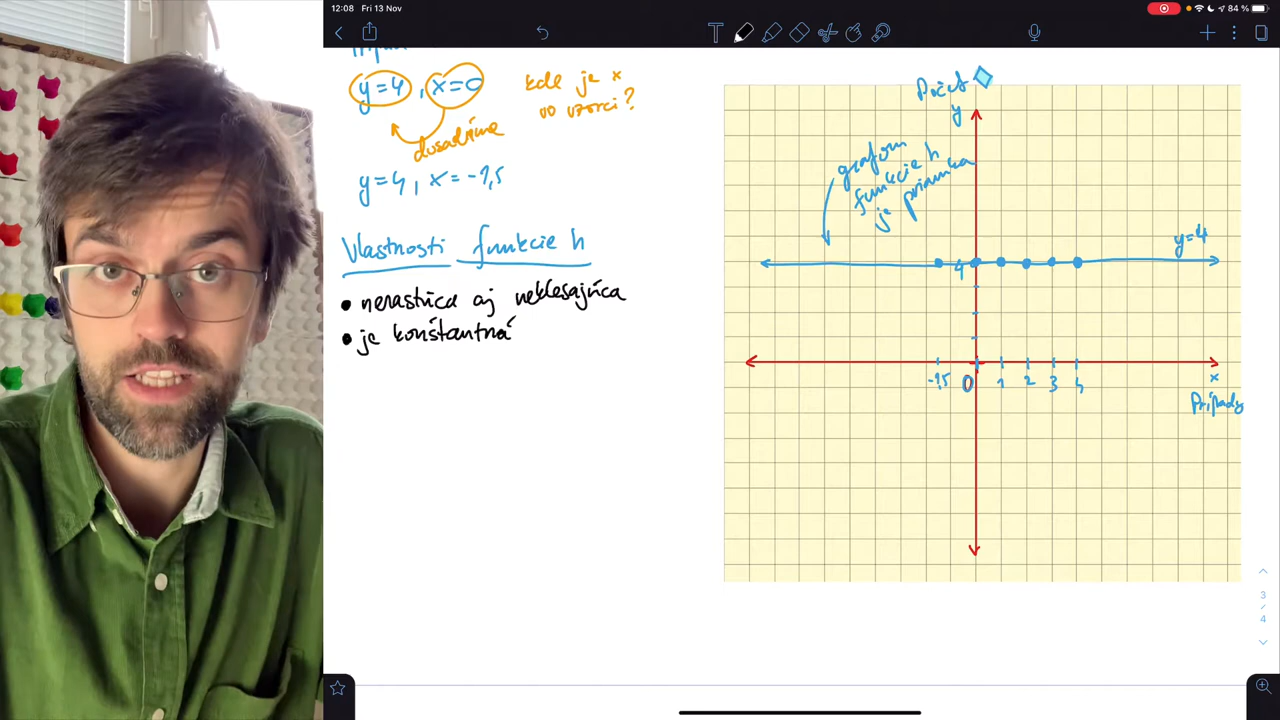 12:08 Fri 13 Nov
84 %
y=4 , x=0
kde je x
vo vzorci?
dosadíme
y=4 , x=-1,5
Vlastnosti funkcie h
• nerastúca aj neklesajúca
• je konštantná
Počet
y
grafom
funkcie h
je priamka
y=4
4
-1,5 0 1 2 3 4
x
Prípady
3
/
4